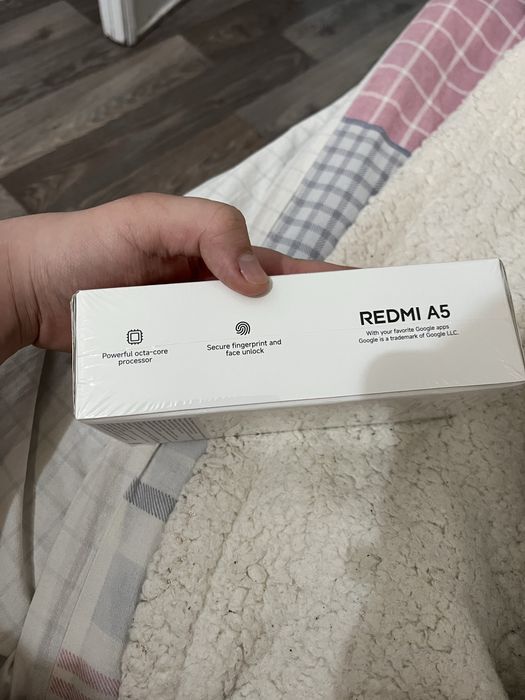 Powerful octa-core
processor
Secure fingerprint and
face unlock
REDMI A5
With your favorite Google apps
Google is a trademark of Google LLC.